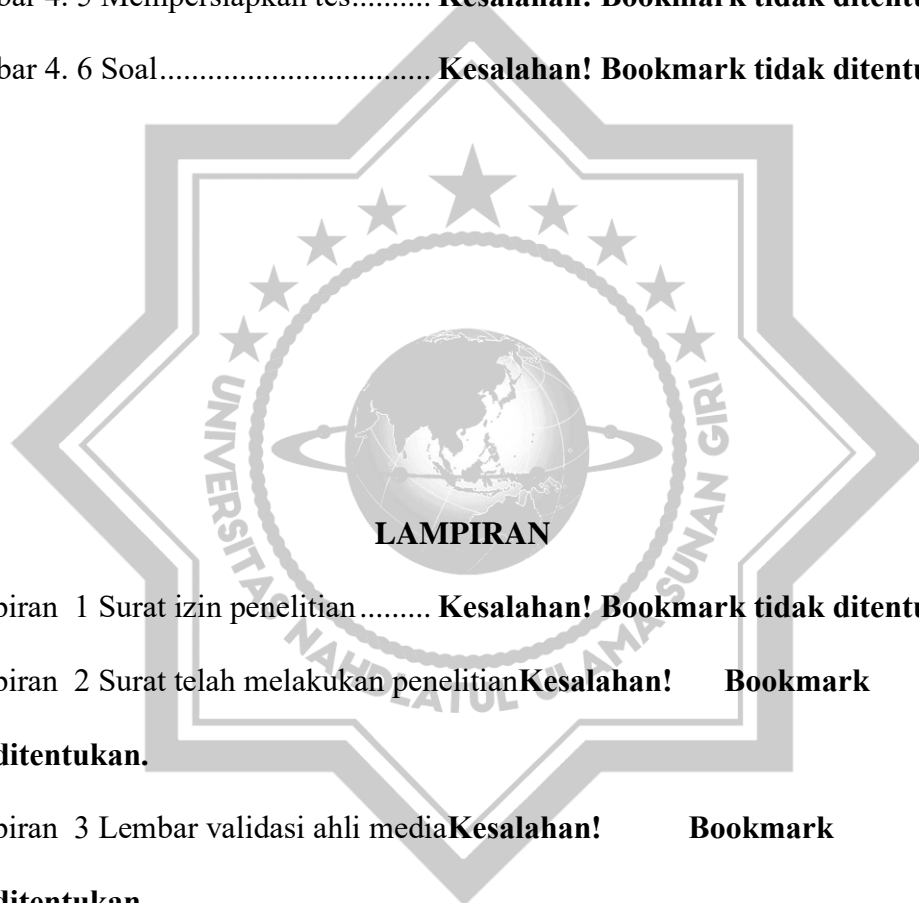 bar 4. 5 Mempersiapkan tes.......... Kesalahan! Bookmark tidak ditentu
bar 4. 6 Soal.................................. Kesalahan! Bookmark tidak ditentu
UNIVERSITAS NAHDLATUL ULAMA SUNAN GIRI
LAMPIRAN
piran 1 Surat izin penelitian......... Kesalahan! Bookmark tidak ditentu
piran 2 Surat telah melakukan penelitianKesalahan! Bookmark
ditentukan.
piran 3 Lembar validasi ahli mediaKesalahan! Bookmark
ditentukan.